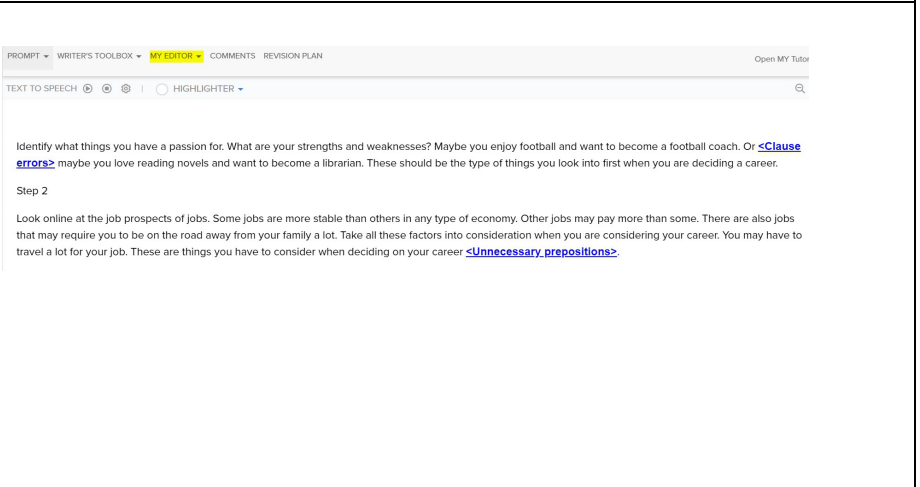 PROMPT WRITER'S TOOLBOX MY EDITOR COMMENTS REVISION PLAN
Open MY Tutor
TEXT TO SPEECH | HIGHLIGHTER
Identify what things you have a passion for. What are your strengths and weaknesses? Maybe you enjoy football and want to become a football coach. Or <Clause
errors> maybe you love reading novels and want to become a librarian. These should be the type of things you look into first when you are deciding a career.
Step 2
Look online at the job prospects of jobs. Some jobs are more stable than others in any type of economy. Other jobs may pay more than some. There are also jobs
that may require you to be on the road away from your family a lot. Take all these factors into consideration when you are considering your career. You may have to
travel a lot for your job. These are things you have to consider when deciding on your career <Unnecessary prepositions>.